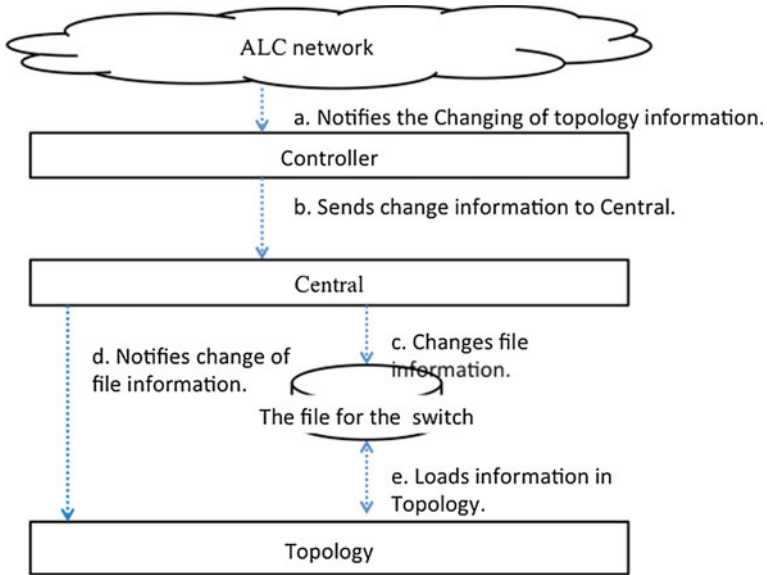 ALC network
a. Notifies the Changing of topology information.
Controller
b. Sends change information to Central.
Central
c. Changes file
information.
d. Notifies change of
file information.
The file for the switch
e. Loads information in
Topology.
Topology